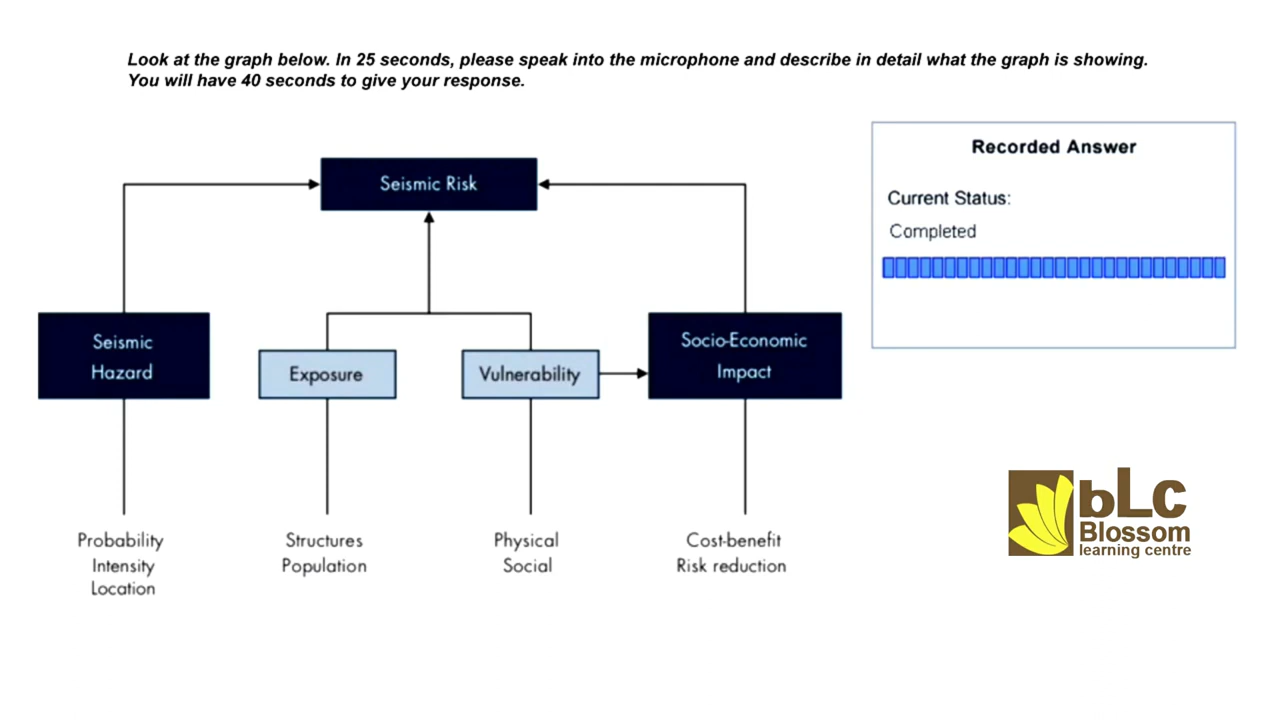 Look at the graph below. In 25 seconds, please speak into the microphone and describe in detail what the graph is showing.
You will have 40 seconds to give your response.
Recorded Answer
Current Status:
Completed
Seismic Risk
Seismic
Hazard
Exposure
Vulnerability
Socio-Economic
Impact
Probability
Intensity
Location
Structures
Population
Physical
Social
Cost-benefit
Risk reduction
bLc
Blossom
learning centre